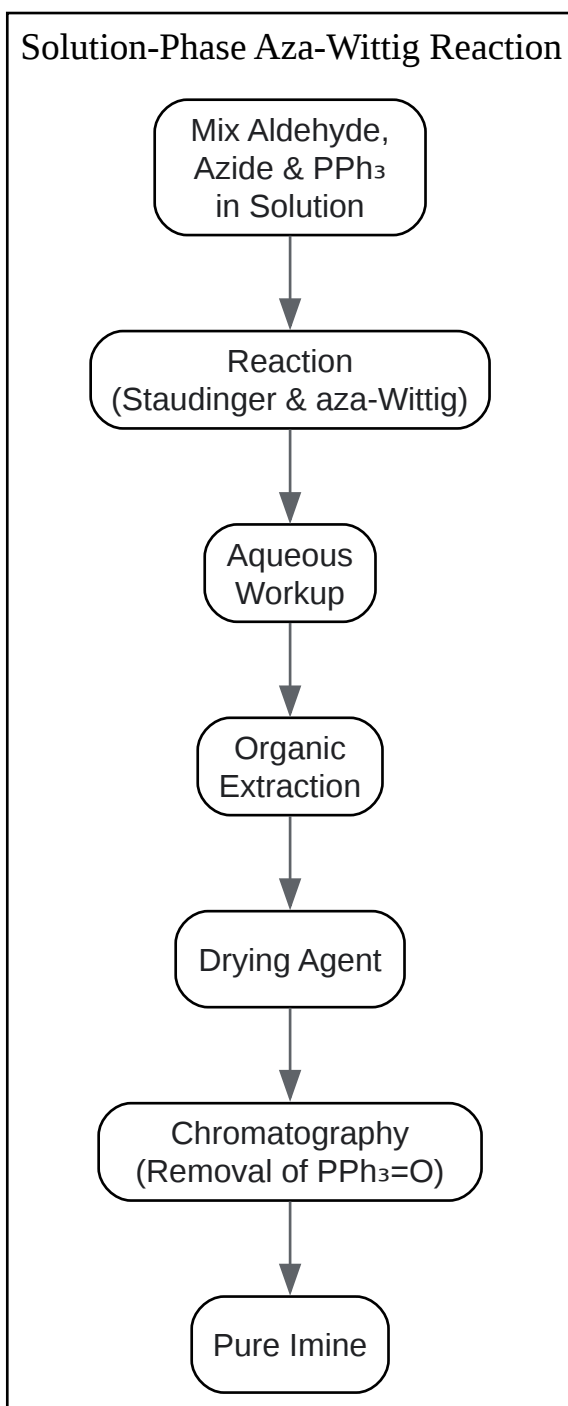 Solution-Phase Aza-Wittig Reaction
Mix Aldehyde,
Azide & PPh₃
in Solution
Reaction
(Staudinger & aza-Wittig)
Aqueous
Workup
Organic
Extraction
Drying Agent
Chromatography
(Removal of PPh₃=O)
Pure Imine